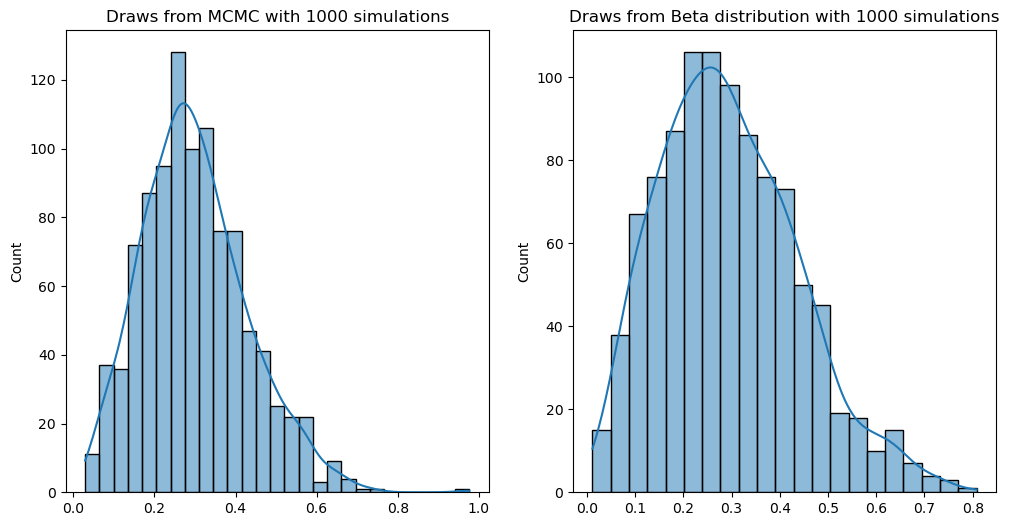 Draws from MCMC with 1000 simulations
Count
120
100
80
60
40
20
0
0.0 0.2 0.4 0.6 0.8 1.0
Draws from Beta distribution with 1000 simulations
Count
100
80
60
40
20
0
0.0 0.1 0.2 0.3 0.4 0.5 0.6 0.7 0.8